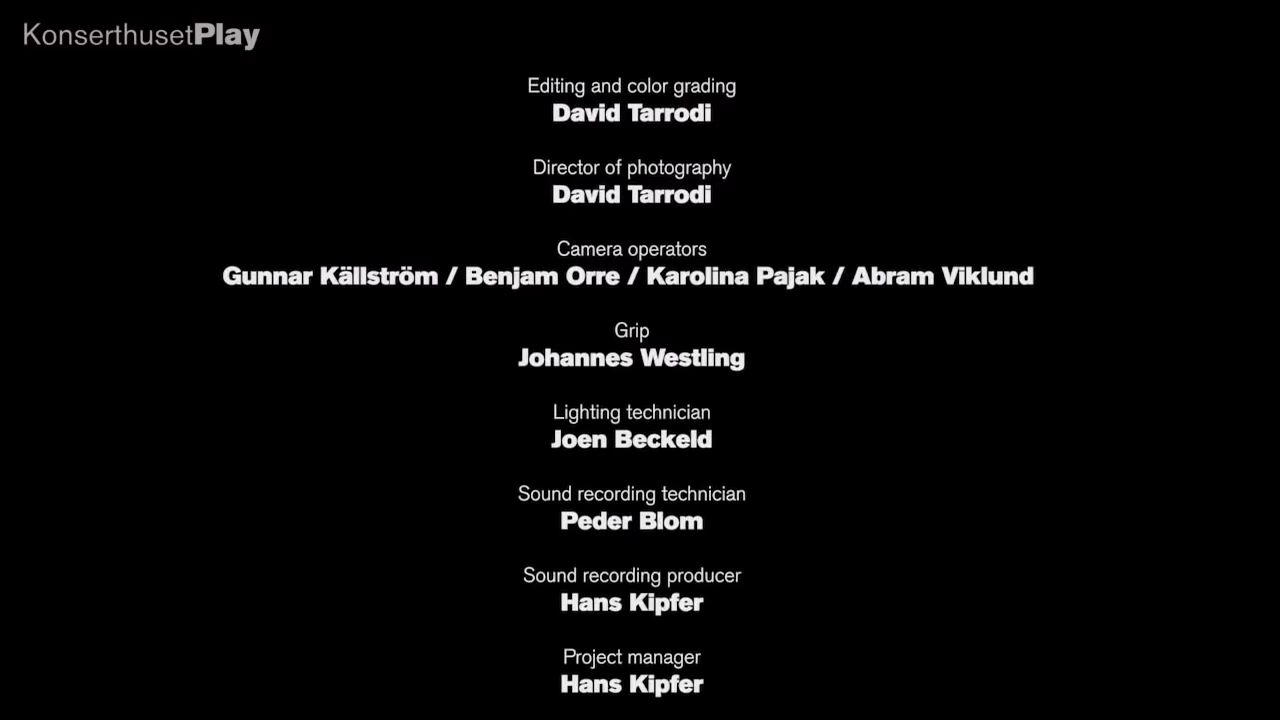 KonserthusetPlay
Editing and color grading
David Tarrodi
Director of photography
David Tarrodi
Camera operators
Gunnar Källström / Benjam Orre / Karolina Pajak / Abram Viklund
Grip
Johannes Westling
Lighting technician
Joen Beckeld
Sound recording technician
Peder Blom
Sound recording producer
Hans Kipfer
Project manager
Hans Kipfer